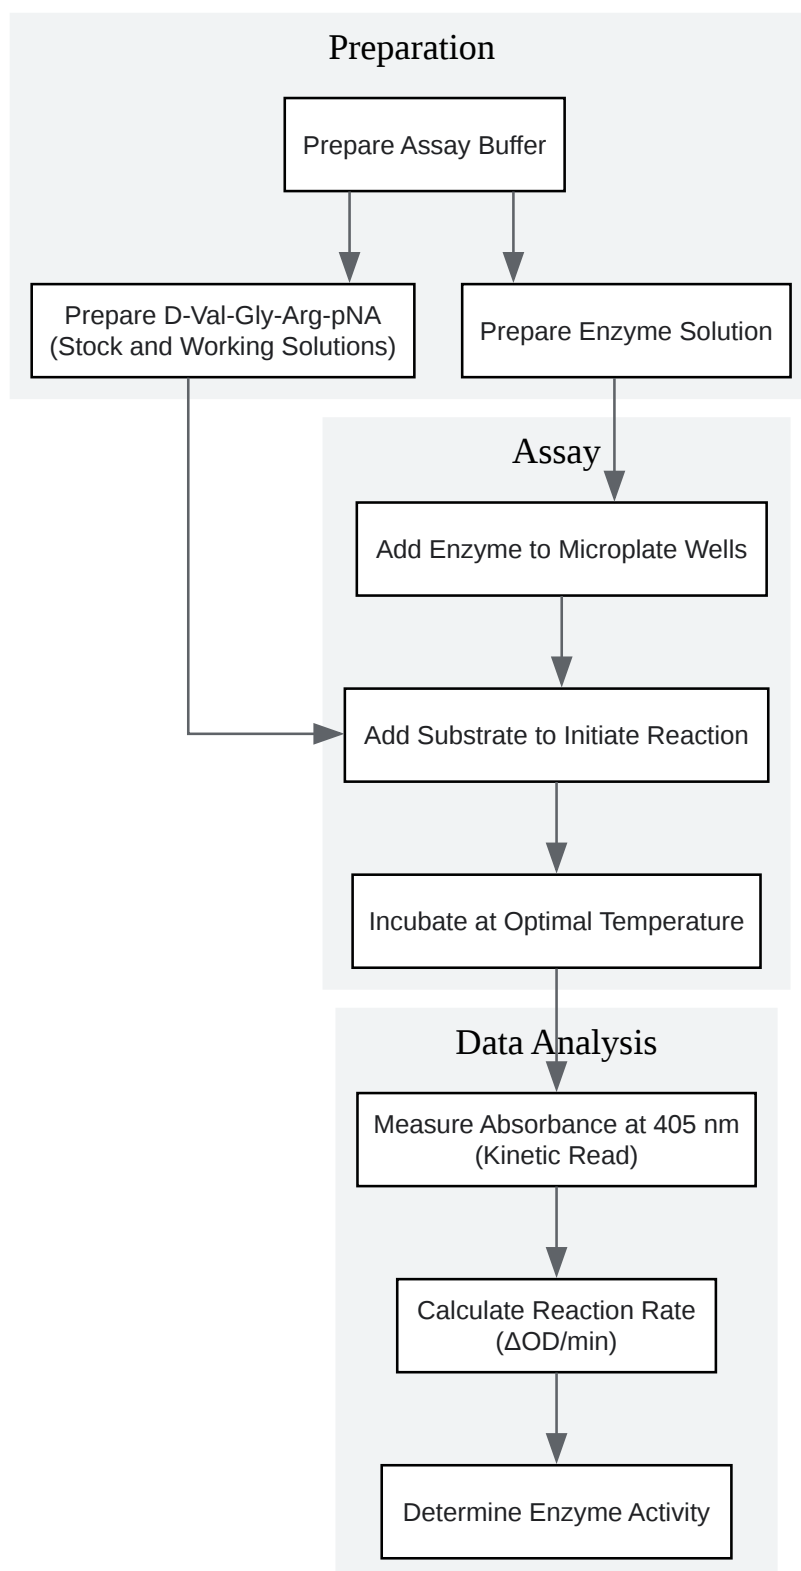 Preparation
Prepare Assay Buffer
Prepare D-Val-Gly-Arg-pNA
(Stock and Working Solutions)
Prepare Enzyme Solution
Assay
Add Enzyme to Microplate Wells
Add Substrate to Initiate Reaction
Incubate at Optimal Temperature
Data Analysis
Measure Absorbance at 405 nm
(Kinetic Read)
Calculate Reaction Rate
(ΔOD/min)
Determine Enzyme Activity